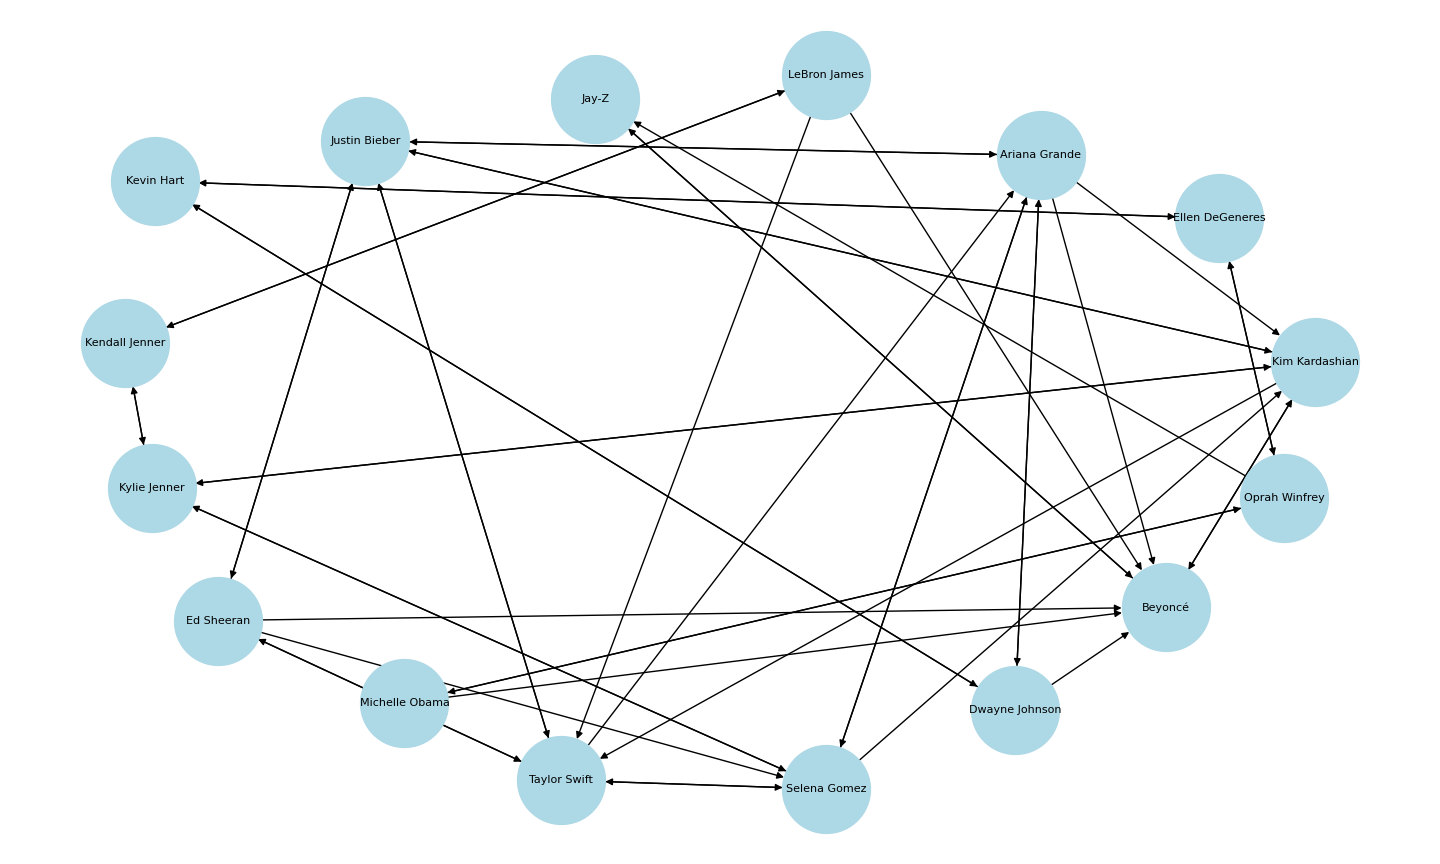 LeBron James
Jay-Z
Justin Bieber
Ariana Grande
Kevin Hart
Ellen DeGeneres
Kendall Jenner
Kim Kardashian
Kylie Jenner
Oprah Winfrey
Beyoncé
Ed Sheeran
Michelle Obama
Dwayne Johnson
Taylor Swift
Selena Gomez